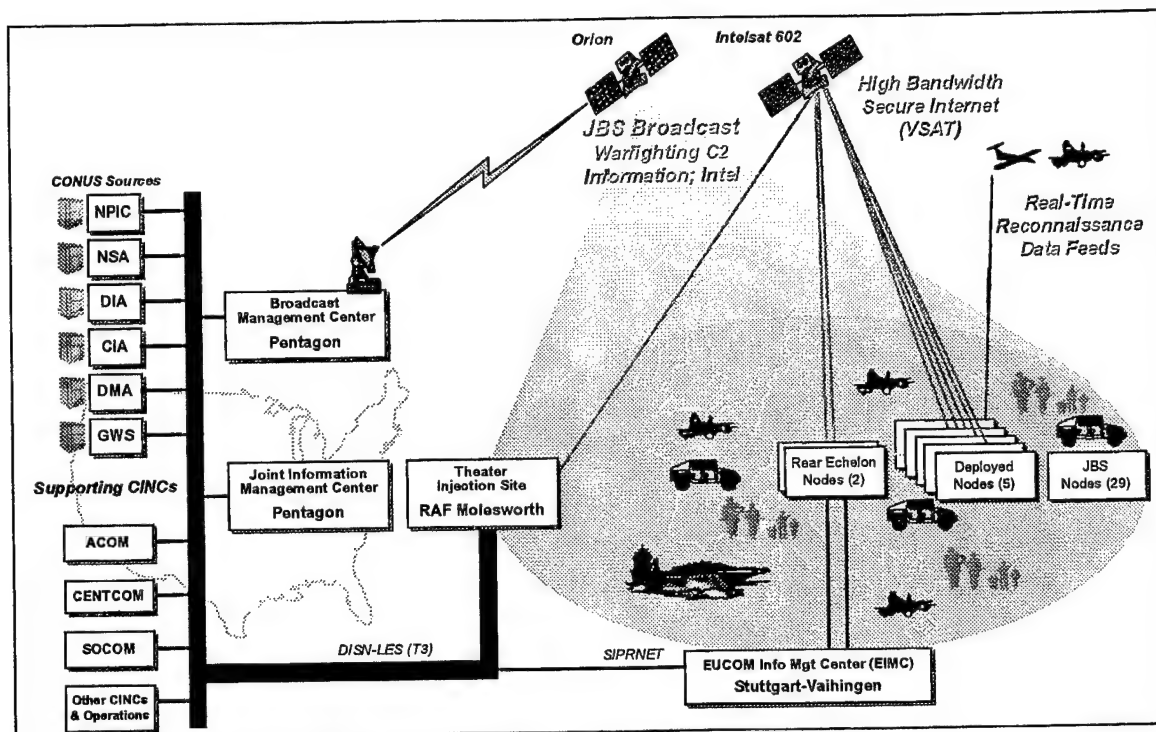 Orion
Intelsat 602
High Bandwidth
Secure Internet
(VSAT)
JBS Broadcast
Warfighting C2
Information; Intel
Real-Time
Reconnaissance
Data Feeds
CONUS Sources
NPIC
NSA
DIA
CIA
DMA
GWS
Broadcast
Management Center
Pentagon
Supporting CINCs
Joint Information
Management Center
Pentagon
Theater
Injection Site
RAF Molesworth
Rear Echelon
Nodes (2)
Deployed
Nodes (5)
JBS
Nodes (29)
ACOM
CENTCOM
SOCOM
Other CINCs
& Operations
DISN-LES (T3)
SIPRNET
EUCOM Info Mgt Center (EIMC)
Stuttgart-Vaihingen